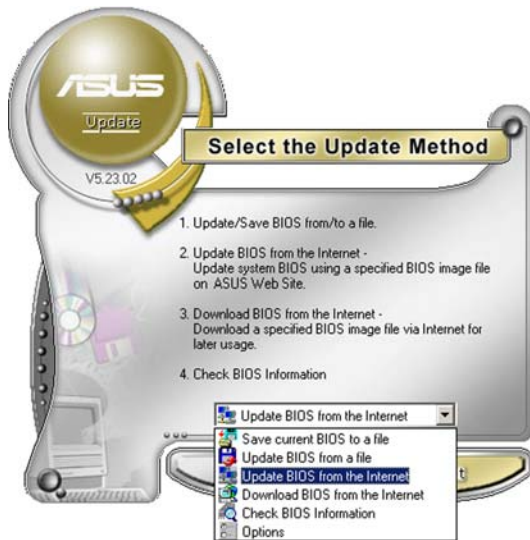 ASUS
Update
V5.23.02
Select the Update Method
1. Update/Save BIOS from/to a file.
2. Update BIOS from the Internet -
Update system BIOS using a specified BIOS image file
on ASUS Web Site.
3. Download BIOS from the Internet -
Download a specified BIOS image file via Internet for
later usage.
4. Check BIOS Information
Update BIOS from the Internet
Save current BIOS to a file
Update BIOS from a file
Update BIOS from the Internet
Download BIOS from the Internet
Check BIOS Information
Options